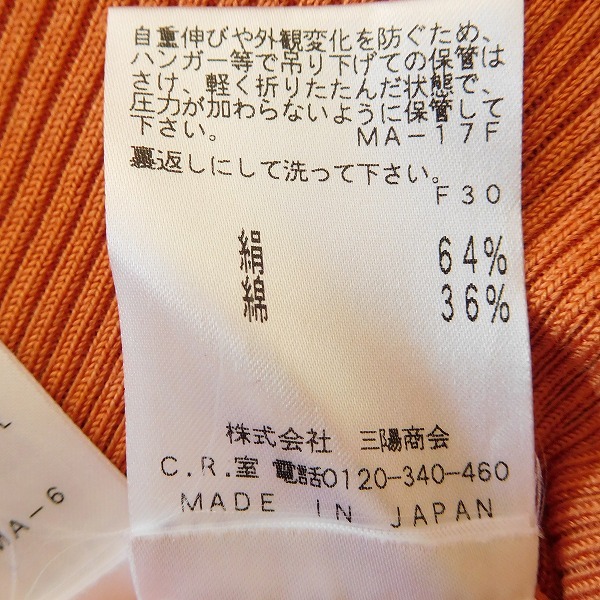 自重伸びや外観変化を防ぐため、
ハンガー等で吊り下げての保管は
さけ、軽く折りたたんだ状態で、
圧力が加わらないように保管して
下さい。 MA-17F
裏返しにして洗って下さい。
F30
絹 64%
綿 36%
株式会社 三陽商会
C.R.室 電話0120-340-460
MADE IN JAPAN
L
MA-6